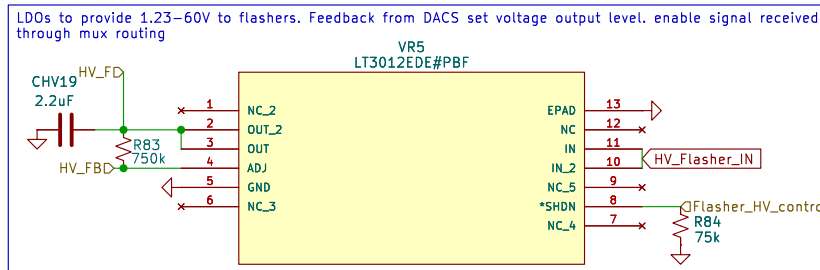 LDOs to provide 1.23-60V to flashers. Feedback from DACS set voltage output level. enable signal received
through mux routing
VR5
LT3012EDE#PBF
HV_F
CHV19
2.2uF
R83
750k
HV_FB
1 NC_2
2 OUT_2
3 OUT
4 ADJ
5 GND
6 NC_3
EPAD 13
NC 12
IN 11
IN_2 10
NC_5 9
*SHDN 8
NC_4 7
HV_Flasher_IN
Flasher_HV_contro
R84
75k